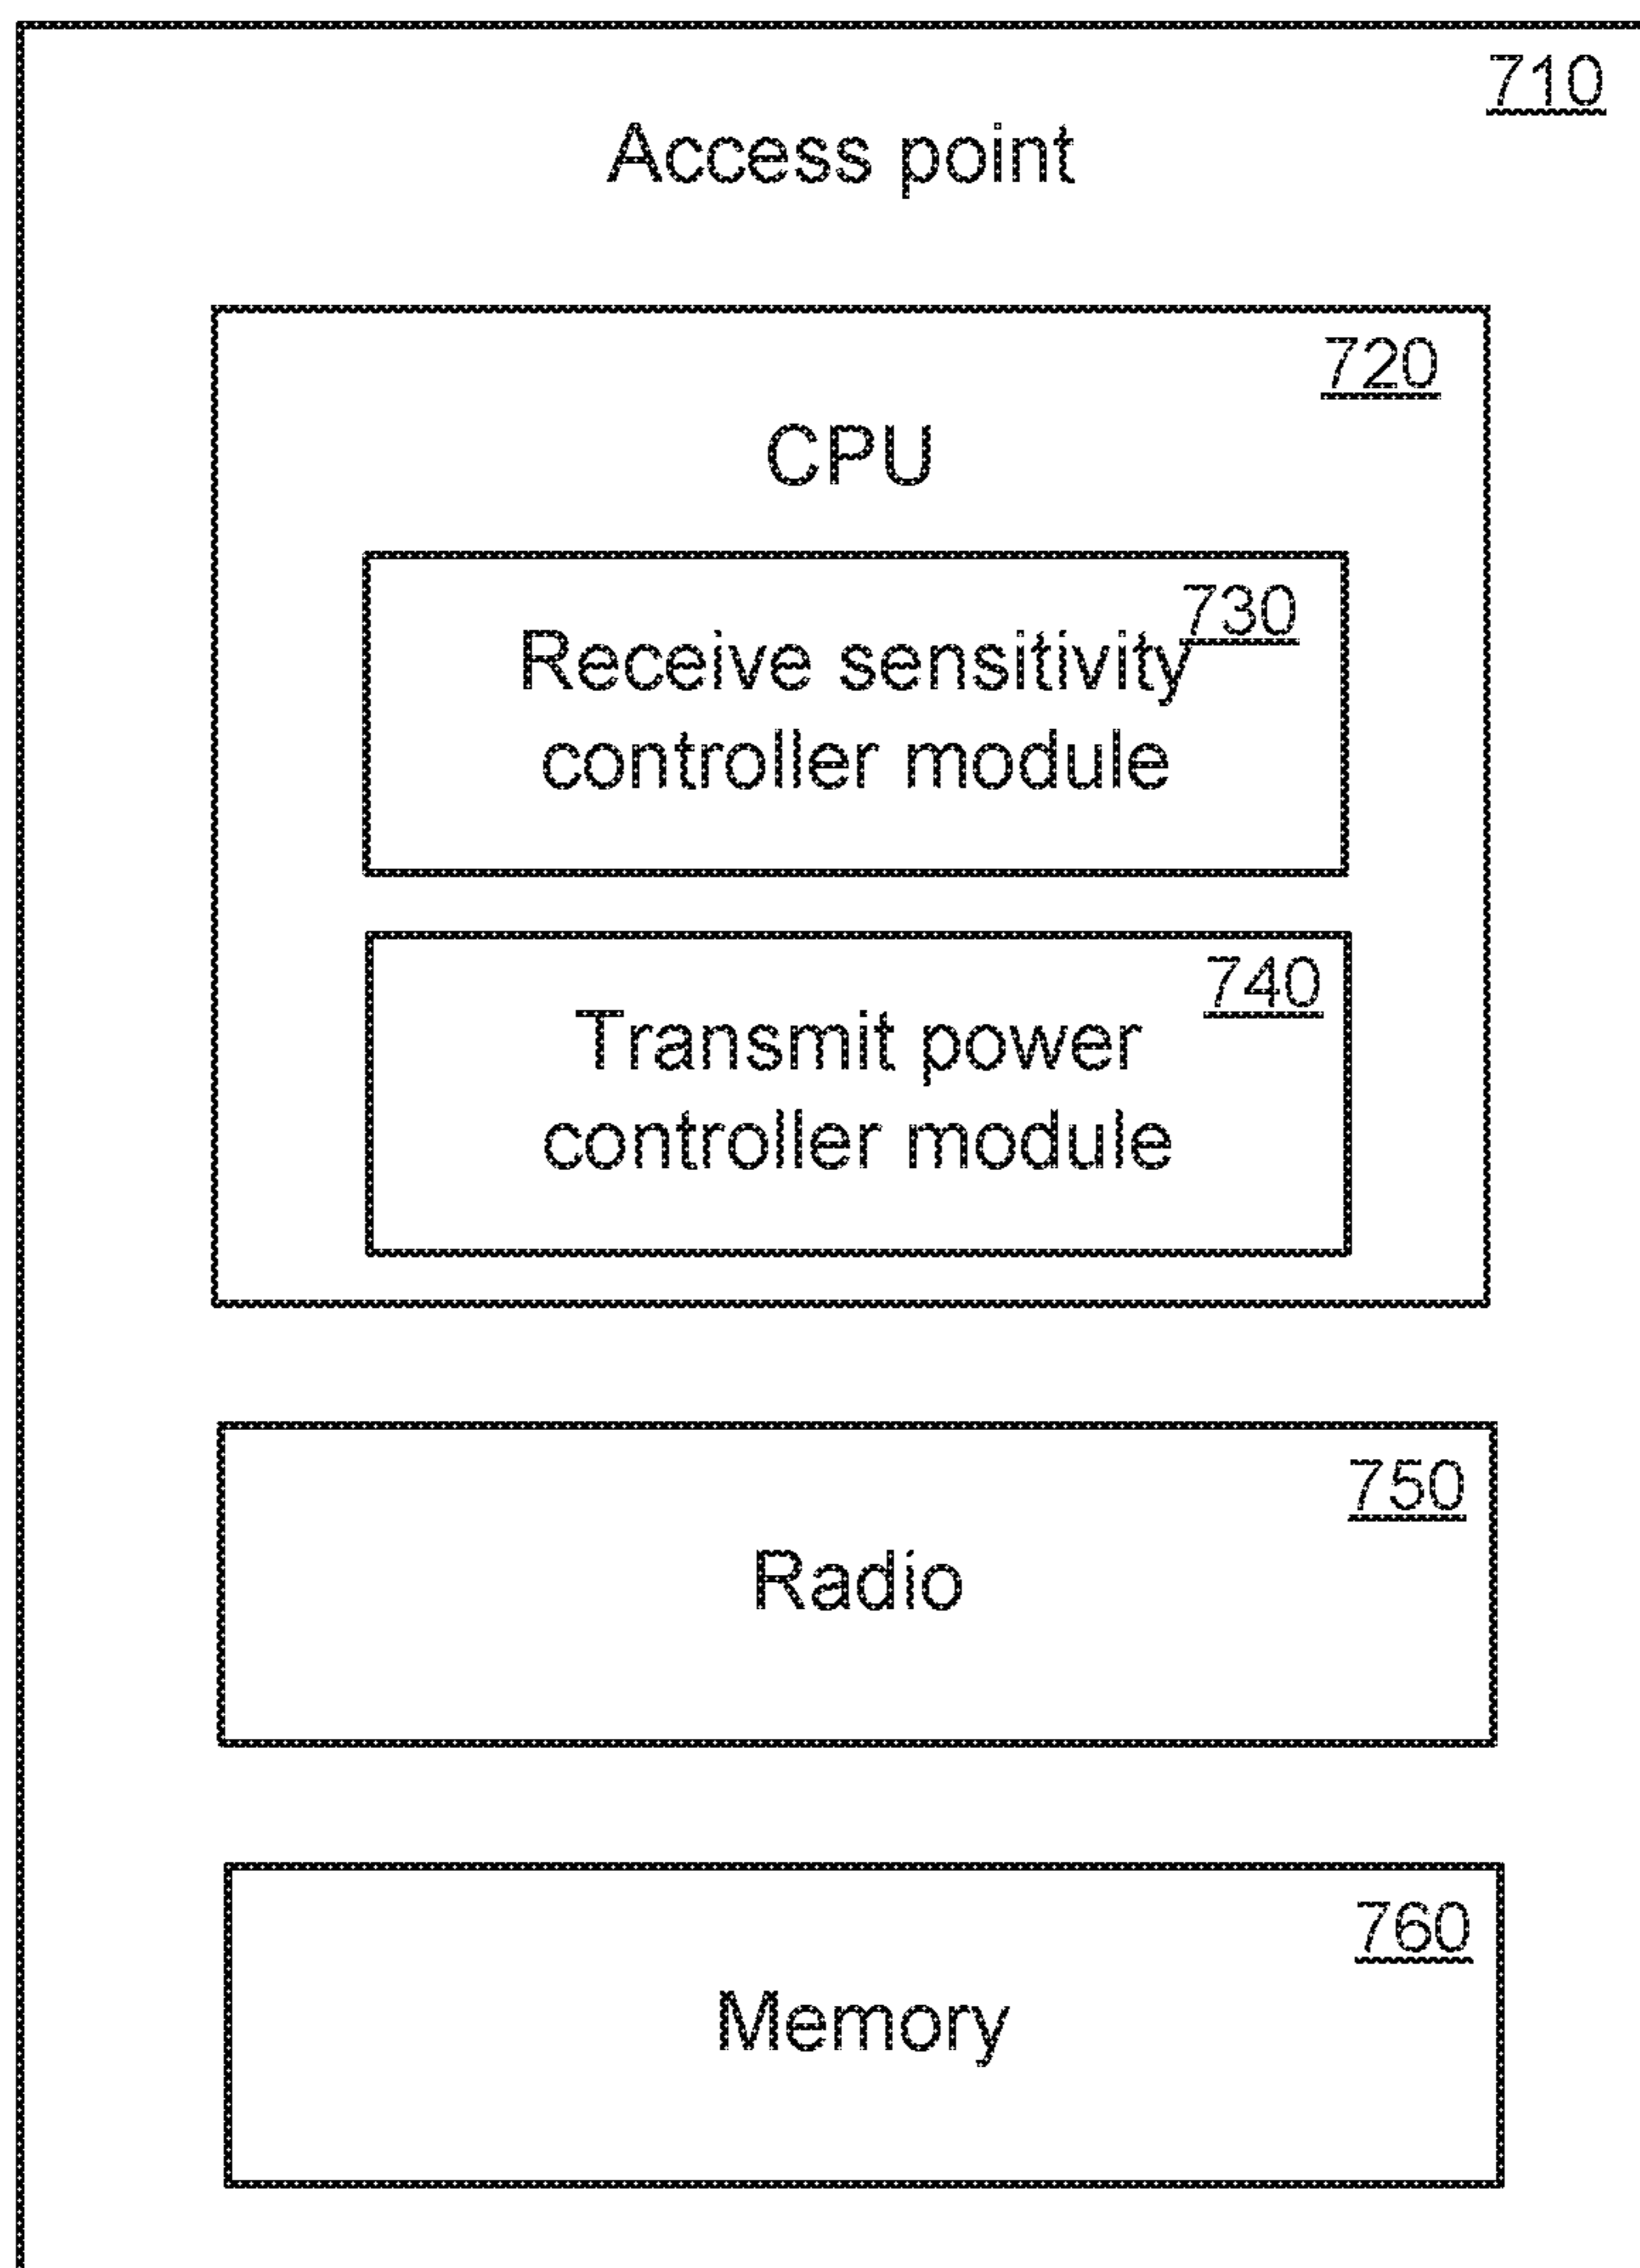 710
Access point
720
CPU
730
Receive sensitivity
controller module
740
Transmit power
controller module
750
Radio
760
Memory